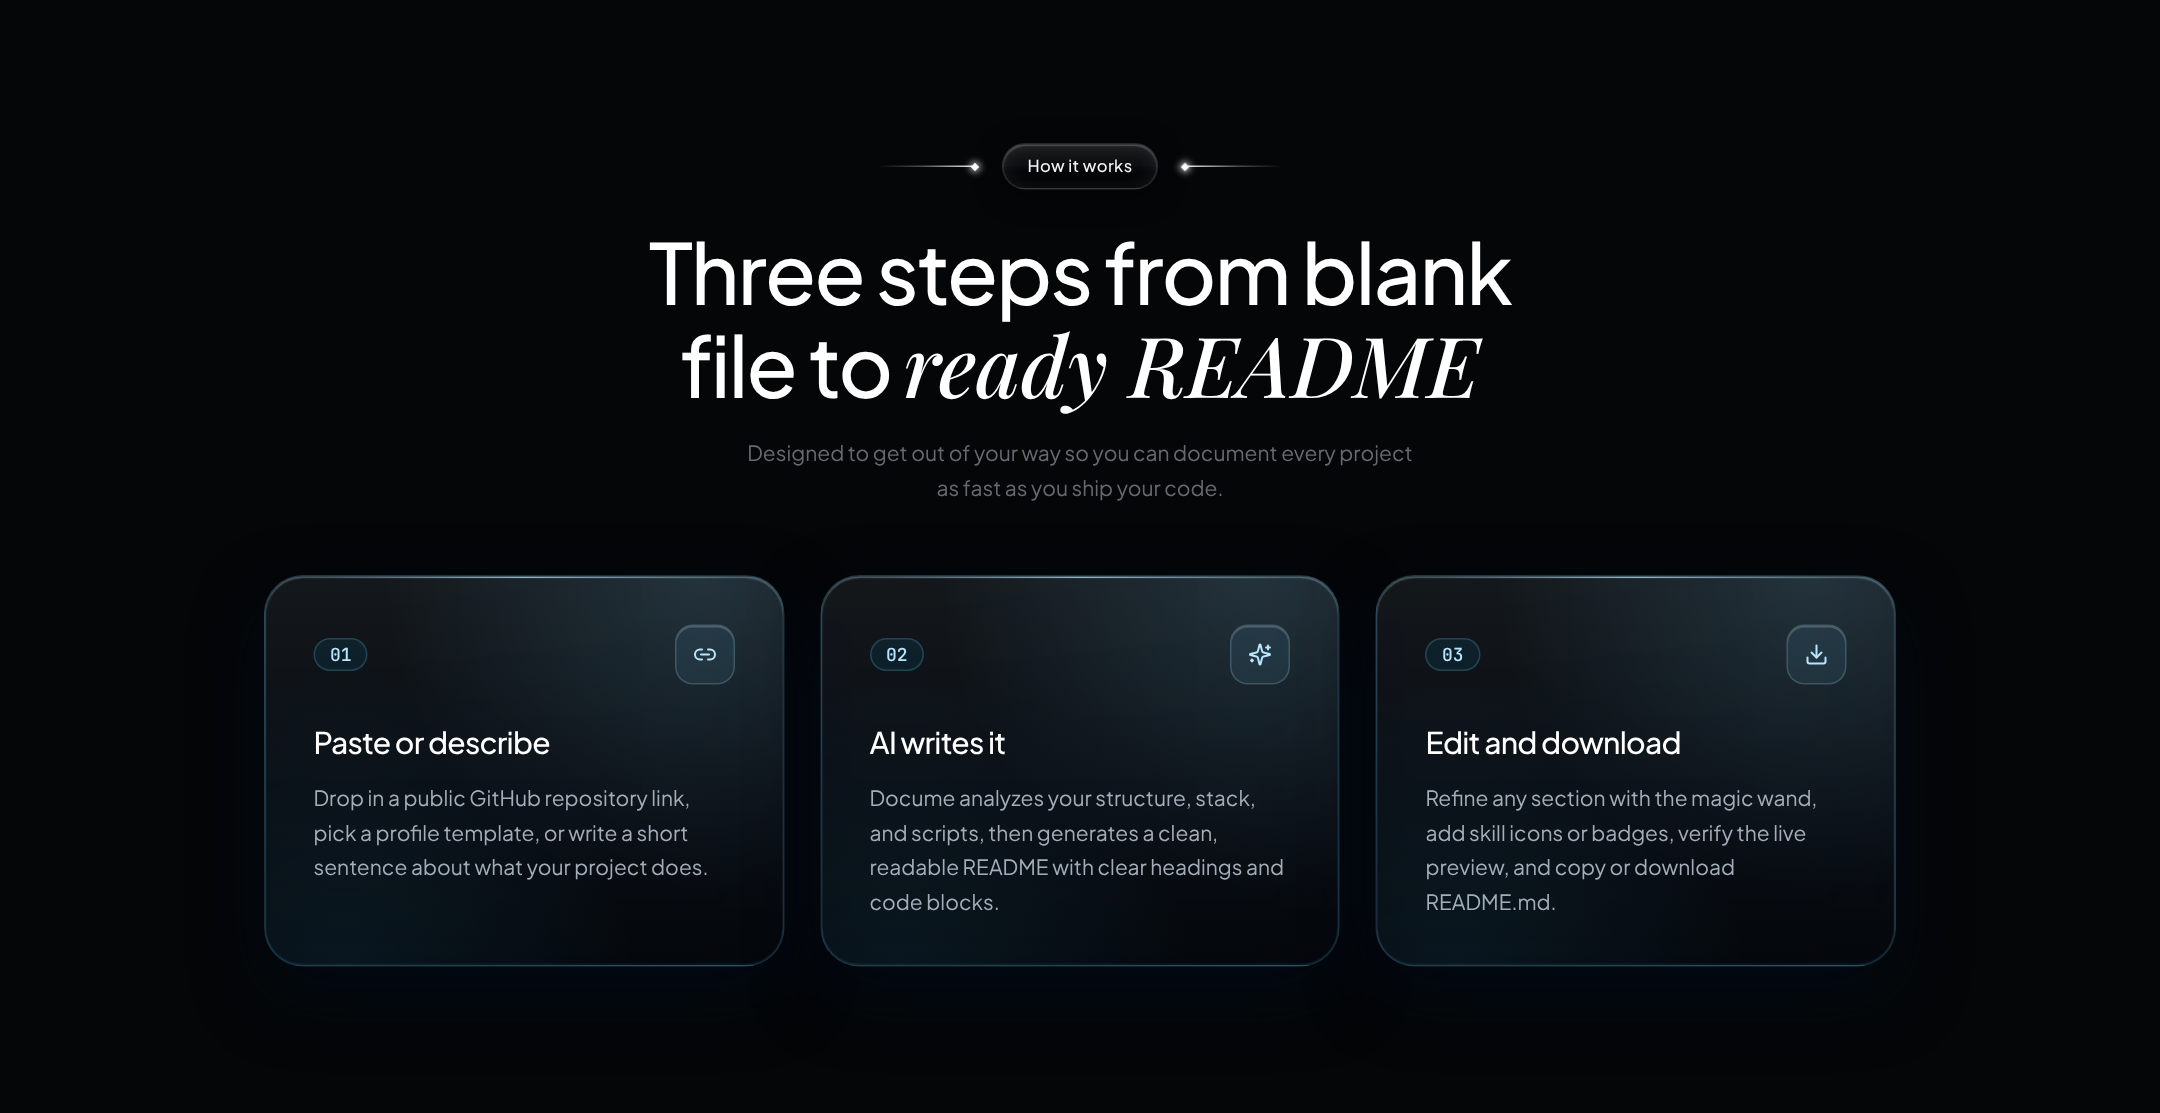 How it works
Three steps from blank
file to ready README
Designed to get out of your way so you can document every project
as fast as you ship your code.
01
Paste or describe
Drop in a public GitHub repository link,
pick a profile template, or write a short
sentence about what your project does.
02
AI writes it
Docume analyzes your structure, stack,
and scripts, then generates a clean,
readable README with clear headings and
code blocks.
03
Edit and download
Refine any section with the magic wand,
add skill icons or badges, verify the live
preview, and copy or download
README.md.